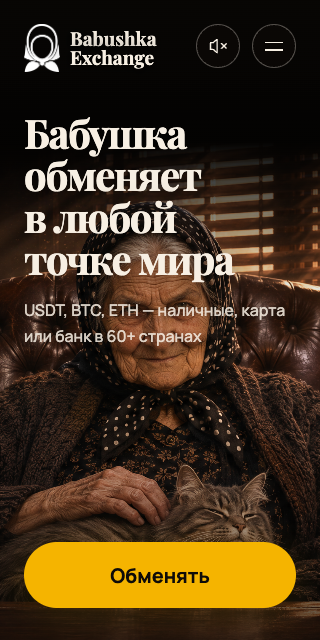 Babushka
Exchange
Бабушка
обменяет
в любой
точке мира
USDT, BTC, ETH — наличные, карта
или банк в 60+ странах
Обменять